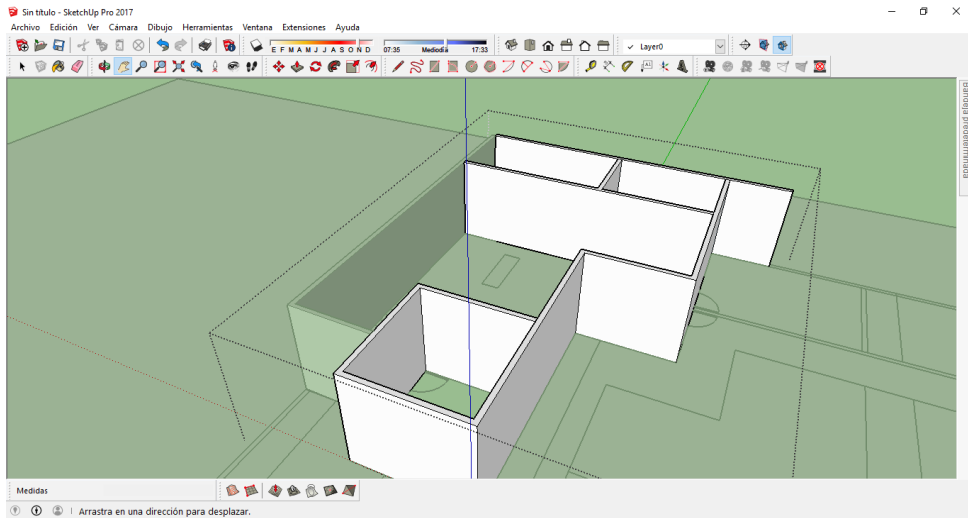 Sin título - SketchUp Pro 2017
Archivo Edición Ver Cámara Dibujo Herramientas Ventana Extensiones Ayuda
E F M A M J J A S O N D 07:35 Mediodía 17:33 Layer0
Bandeja predeterminada
Medidas
Arrastra en una dirección para desplazar.